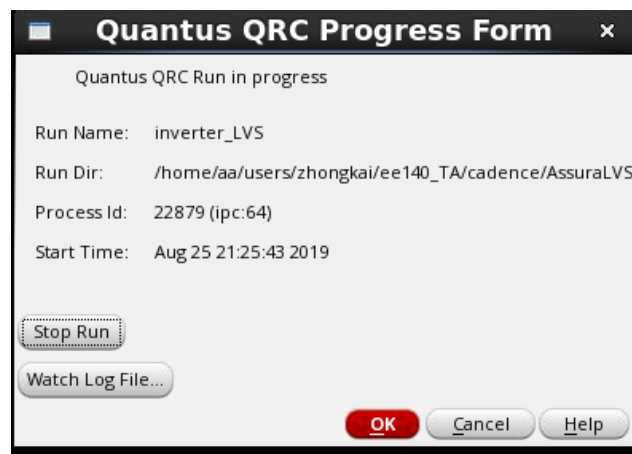 Quantus QRC Progress Form
Quantus QRC Run in progress
Run Name: inverter_LVS
Run Dir: /home/aa/users/zhongkai/ee140_TA/cadence/AssuraLVS
Process Id: 22879 (ipc:64)
Start Time: Aug 25 21:25:43 2019
Stop Run
Watch Log File...
OK Cancel Help